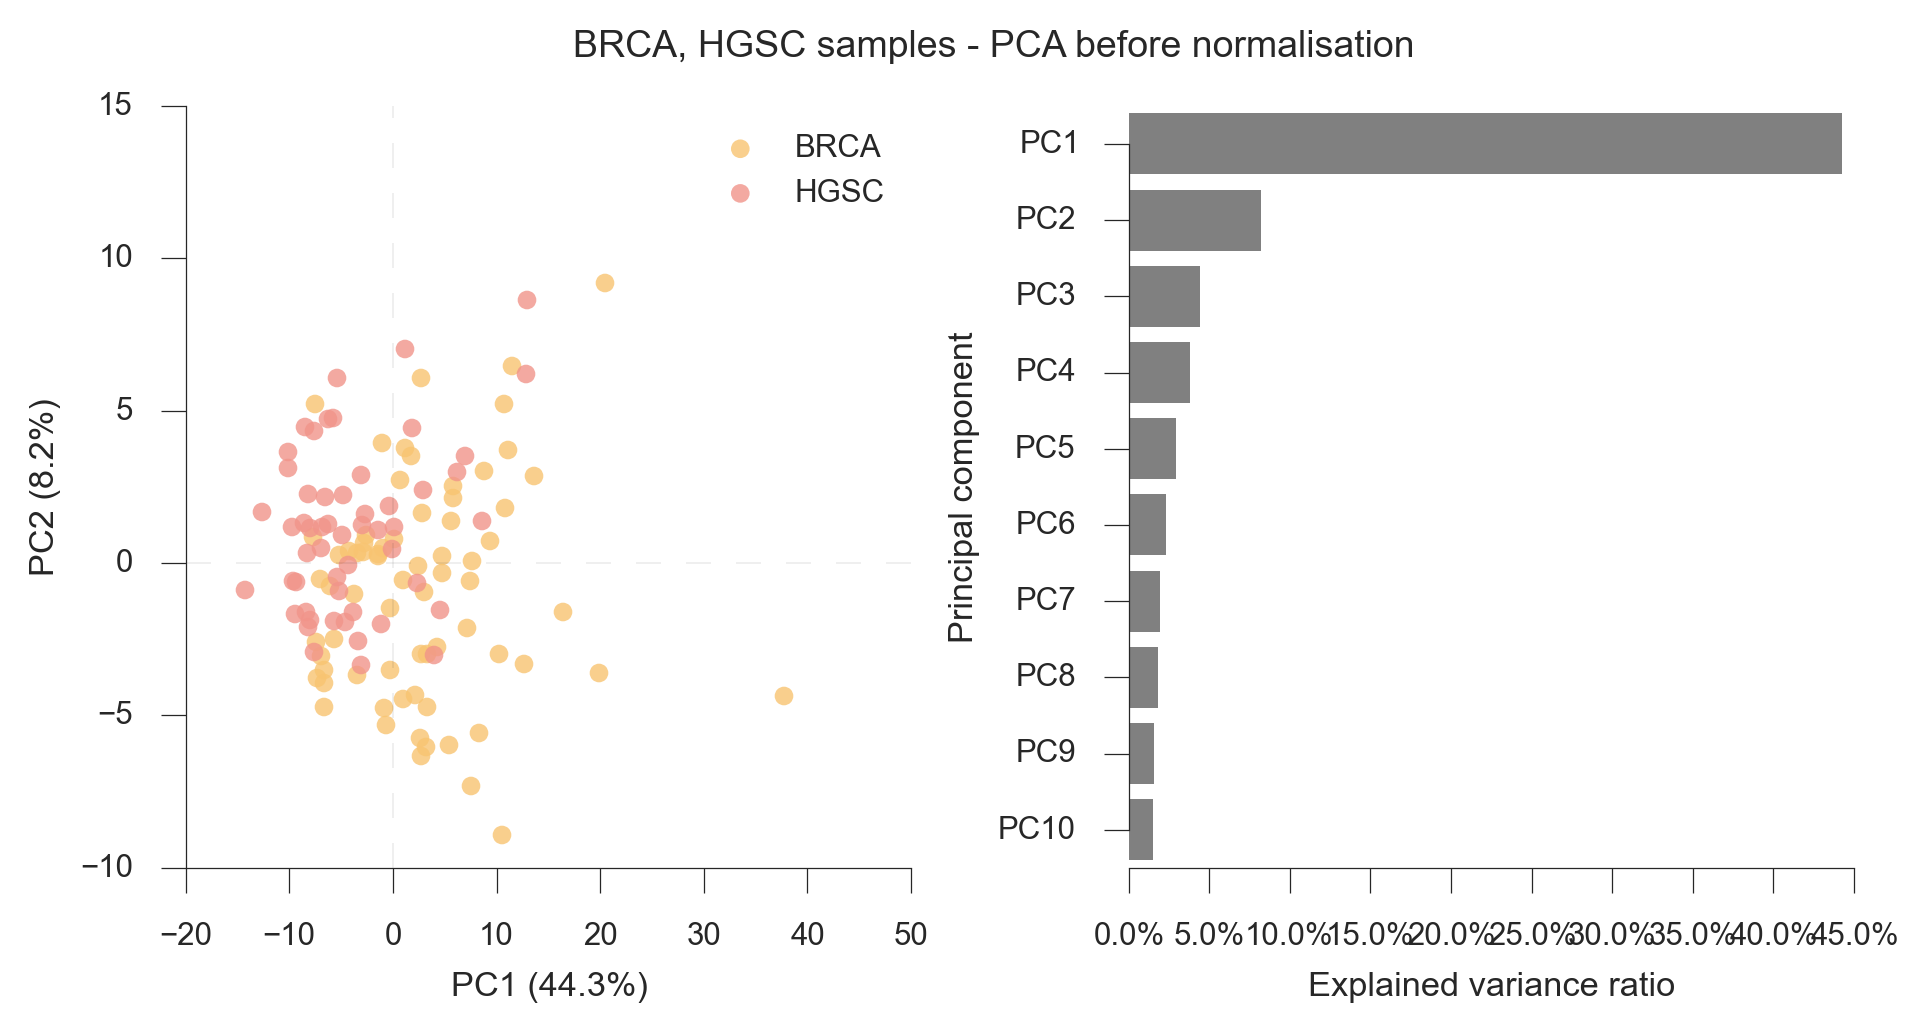 BRCA, HGSC samples - PCA before normalisation
15
10
5
0
−5
−10
PC2 (8.2%)
BRCA
HGSC
−20 −10 0 10 20 30 40 50
PC1 (44.3%)
Principal component
PC1
PC2
PC3
PC4
PC5
PC6
PC7
PC8
PC9
PC10
0.0% 5.0% 10.0% 15.0% 20.0% 25.0% 30.0% 35.0% 40.0% 45.0%
Explained variance ratio